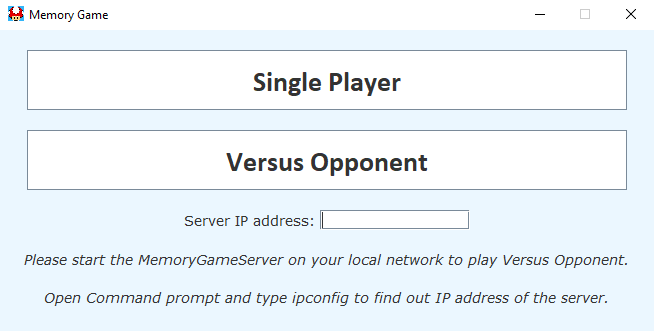 Memory Game
Single Player
Versus Opponent
Server IP address:
Please start the MemoryGameServer on your local network to play Versus Opponent.
Open Command prompt and type ipconfig to find out IP address of the server.